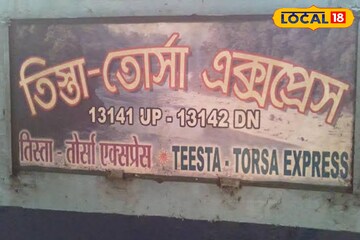 LOCAL 18
তিস্তা-তোর্সা এক্সপ্রেস
13141 UP - 13142 DN
तिस्ता - तोर्सा एक्सप्रेस * TEESTA - TORSA EXPRESS